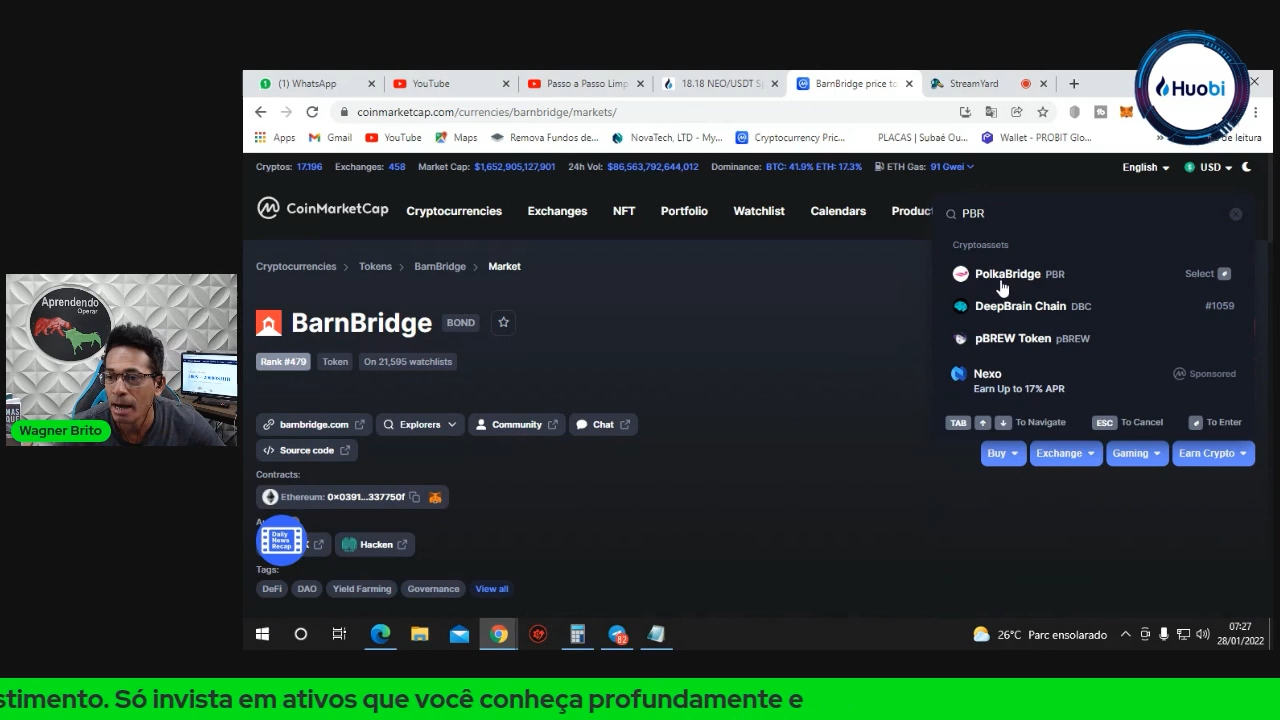 (1) WhatsApp
YouTube
Passo a Passo Limp
18.18 NEO/USDT S
BarnBridge price to
StreamYard
Huobi
coinmarketcap.com/currencies/barnbridge/markets/
Apps
Gmail
YouTube
Maps
Remova Fundos de...
NovaTech, LTD - My...
Cryptocurrency Pric...
PLACAS | Subaé Ou...
Wallet - PROBIT Glo...
de leitura
Cryptos: 17.196
Exchanges: 458
Market Cap: $1,652,905,127,901
24h Vol: $86,563,792,644,012
Dominance: BTC: 41.9% ETH: 17.3%
ETH Gas: 91 Gwei
English
USD
CoinMarketCap
Cryptocurrencies
Exchanges
NFT
Portfolio
Watchlist
Calendars
Product
PBR
Cryptoassets
PolkaBridge PBR
Select
DeepBrain Chain DBC
#1059
pBREW Token pBREW
Nexo
Sponsored
Earn Up to 17% APR
TAB
To Navigate
ESC
To Cancel
To Enter
Cryptocurrencies
Tokens
BarnBridge
Market
BarnBridge
BOND
Rank #479
Token
On 21,595 watchlists
barnbridge.com
Explorers
Community
Chat
Source code
Buy
Exchange
Gaming
Earn Crypto
Contracts:
Ethereum: 0x0391...337750f
Daily
News
Recap
Hacken
Tags:
DeFi
DAO
Yield Farming
Governance
View all
Aprendendo
Operar
Wagner Brito
82
26°C Parc ensolarado
07:27
28/01/2022
stimento. Só invista em ativos que você conheça profundamente e